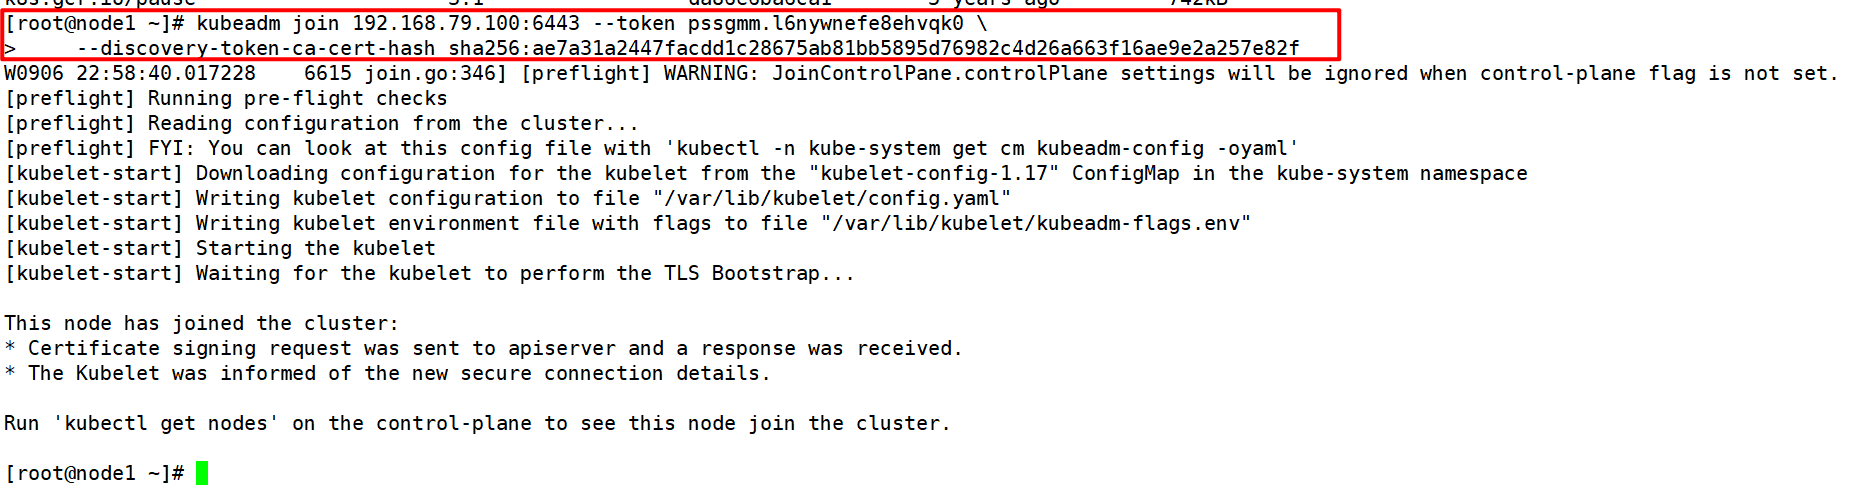 [root@node1 ~]# kubeadm join 192.168.79.100:6443 --token pssgmm.l6nywnefe8ehvqk0 \
>     --discovery-token-ca-cert-hash sha256:ae7a31a2447facdd1c28675ab81bb5895d76982c4d26a663f16ae9e2a257e82f
W0906 22:58:40.017228    6615 join.go:346] [preflight] WARNING: JoinControlPane.controlPlane settings will be ignored when control-plane flag is not set.
[preflight] Running pre-flight checks
[preflight] Reading configuration from the cluster...
[preflight] FYI: You can look at this config file with 'kubectl -n kube-system get cm kubeadm-config -oyaml'
[kubelet-start] Downloading configuration for the kubelet from the "kubelet-config-1.17" ConfigMap in the kube-system namespace
[kubelet-start] Writing kubelet configuration to file "/var/lib/kubelet/config.yaml"
[kubelet-start] Writing kubelet environment file with flags to file "/var/lib/kubelet/kubeadm-flags.env"
[kubelet-start] Starting the kubelet
[kubelet-start] Waiting for the kubelet to perform the TLS Bootstrap...
This node has joined the cluster:
* Certificate signing request was sent to apiserver and a response was received.
* The Kubelet was informed of the new secure connection details.
Run 'kubectl get nodes' on the control-plane to see this node join the cluster.
[root@node1 ~]#